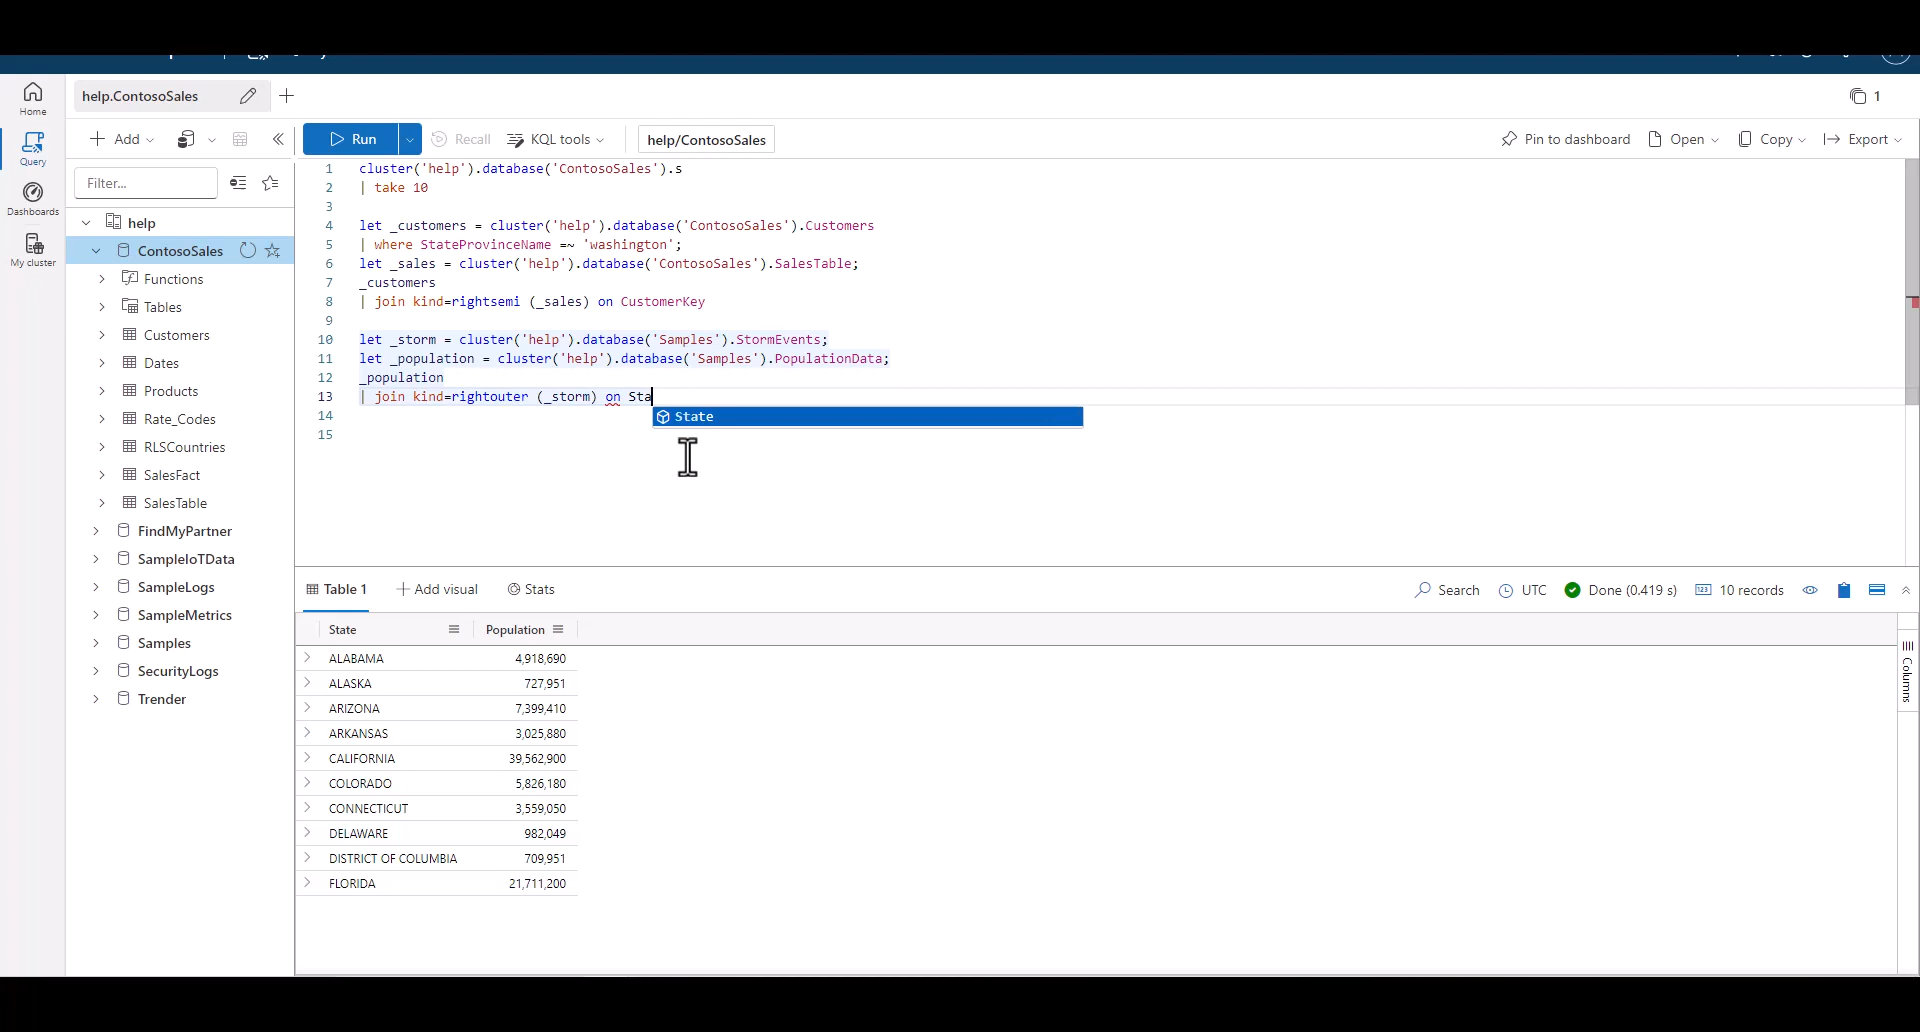 help.ContosoSales
1
Home
Add
Run
Recall
KQL tools
help/ContosoSales
Pin to dashboard
Open
Copy
Export
Query
Filter...
Dashboards
My cluster
help
ContosoSales
Functions
Tables
Customers
Dates
Products
Rate_Codes
RLSCountries
SalesFact
SalesTable
FindMyPartner
SampleIoTData
SampleLogs
SampleMetrics
Samples
SecurityLogs
Trender
1 cluster('help').database('ContosoSales').s
2 | take 10
3
4 let _customers = cluster('help').database('ContosoSales').Customers
5 | where StateProvinceName =~ 'washington';
6 let _sales = cluster('help').database('ContosoSales').SalesTable;
7 _customers
8 | join kind=rightsemi (_sales) on CustomerKey
9
10 let _storm = cluster('help').database('Samples').StormEvents;
11 let _population = cluster('help').database('Samples').PopulationData;
12 _population
13 | join kind=rightouter (_storm) on Sta
14
State
15
Table 1
Add visual
Stats
Search
UTC
Done (0.419 s)
123 10 records
State Population
ALABAMA 4,918,690
ALASKA 727,951
ARIZONA 7,399,410
ARKANSAS 3,025,880
CALIFORNIA 39,562,900
COLORADO 5,826,180
CONNECTICUT 3,559,050
DELAWARE 982,049
DISTRICT OF COLUMBIA 709,951
FLORIDA 21,711,200
Columns